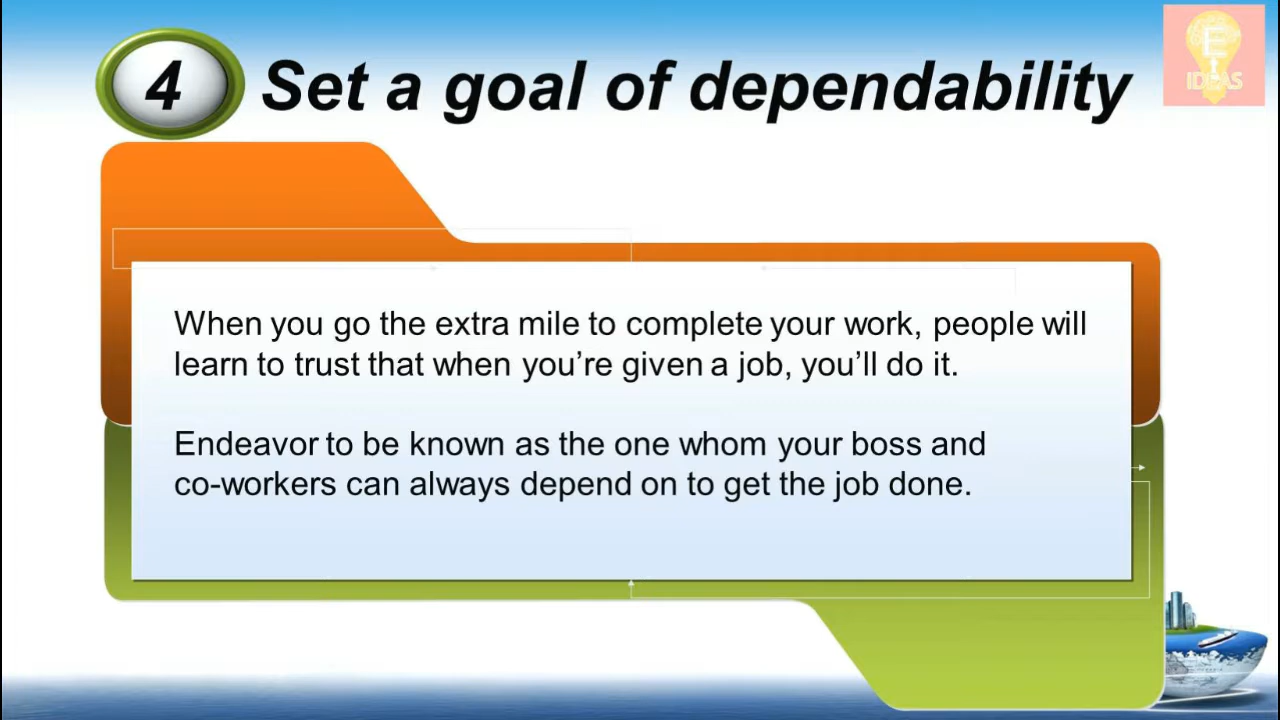 4 Set a goal of dependability
E
IDEAS
When you go the extra mile to complete your work, people will
learn to trust that when you're given a job, you'll do it.
Endeavor to be known as the one whom your boss and
co-workers can always depend on to get the job done.